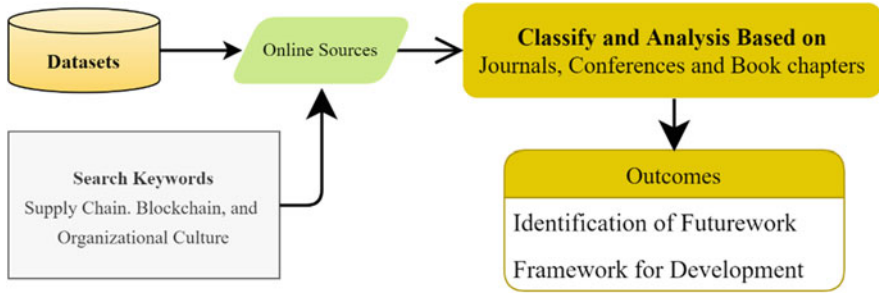 Datasets
Online Sources
Classify and Analysis Based on
Journals, Conferences and Book chapters
Search Keywords
Supply Chain. Blockchain, and
Organizational Culture
Outcomes
Identification of Futurework
Framework for Development